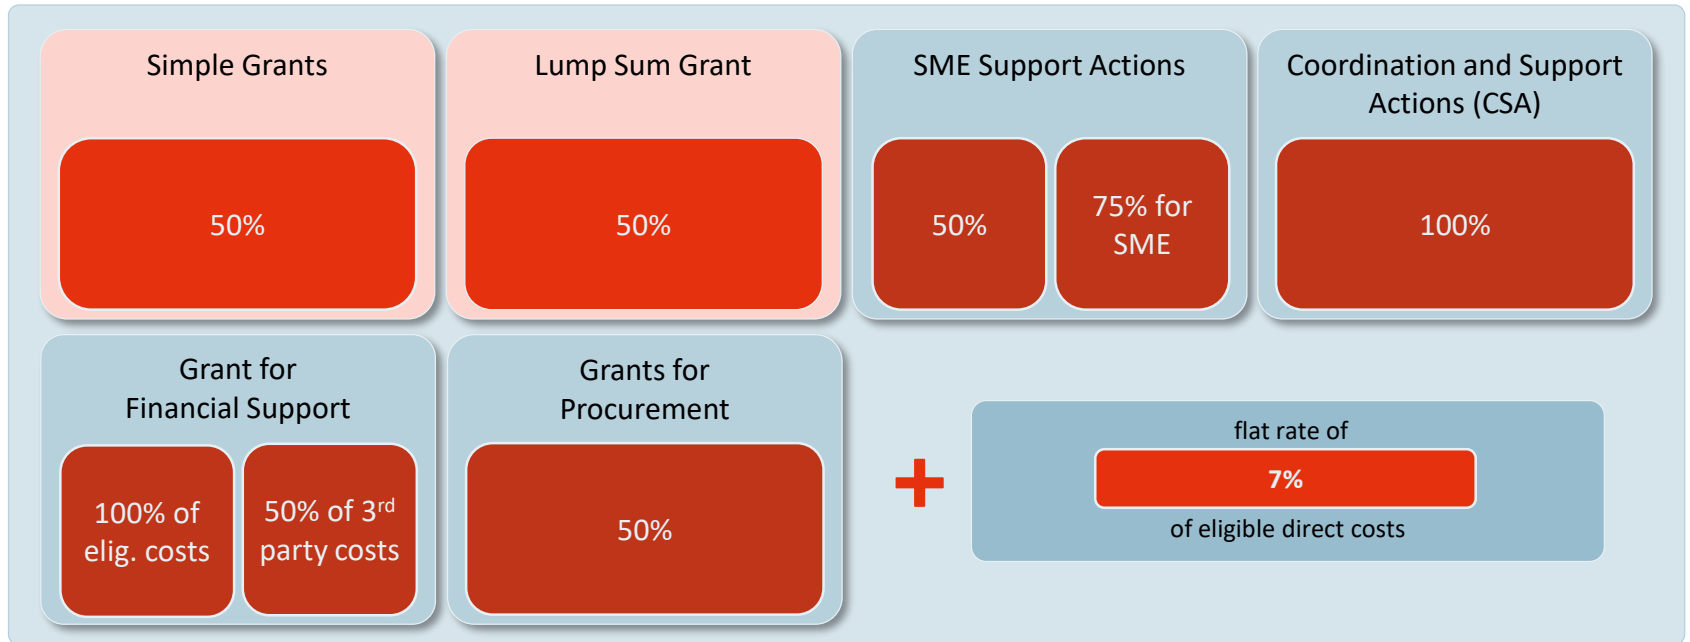 Simple Grants
50%
Lump Sum Grant
50%
SME Support Actions
50%
75% for
SME
Coordination and Support
Actions (CSA)
100%
Grant for
Financial Support
100% of
elig. costs
50% of 3rd
party costs
Grants for
Procurement
50%
+
flat rate of
7%
of eligible direct costs